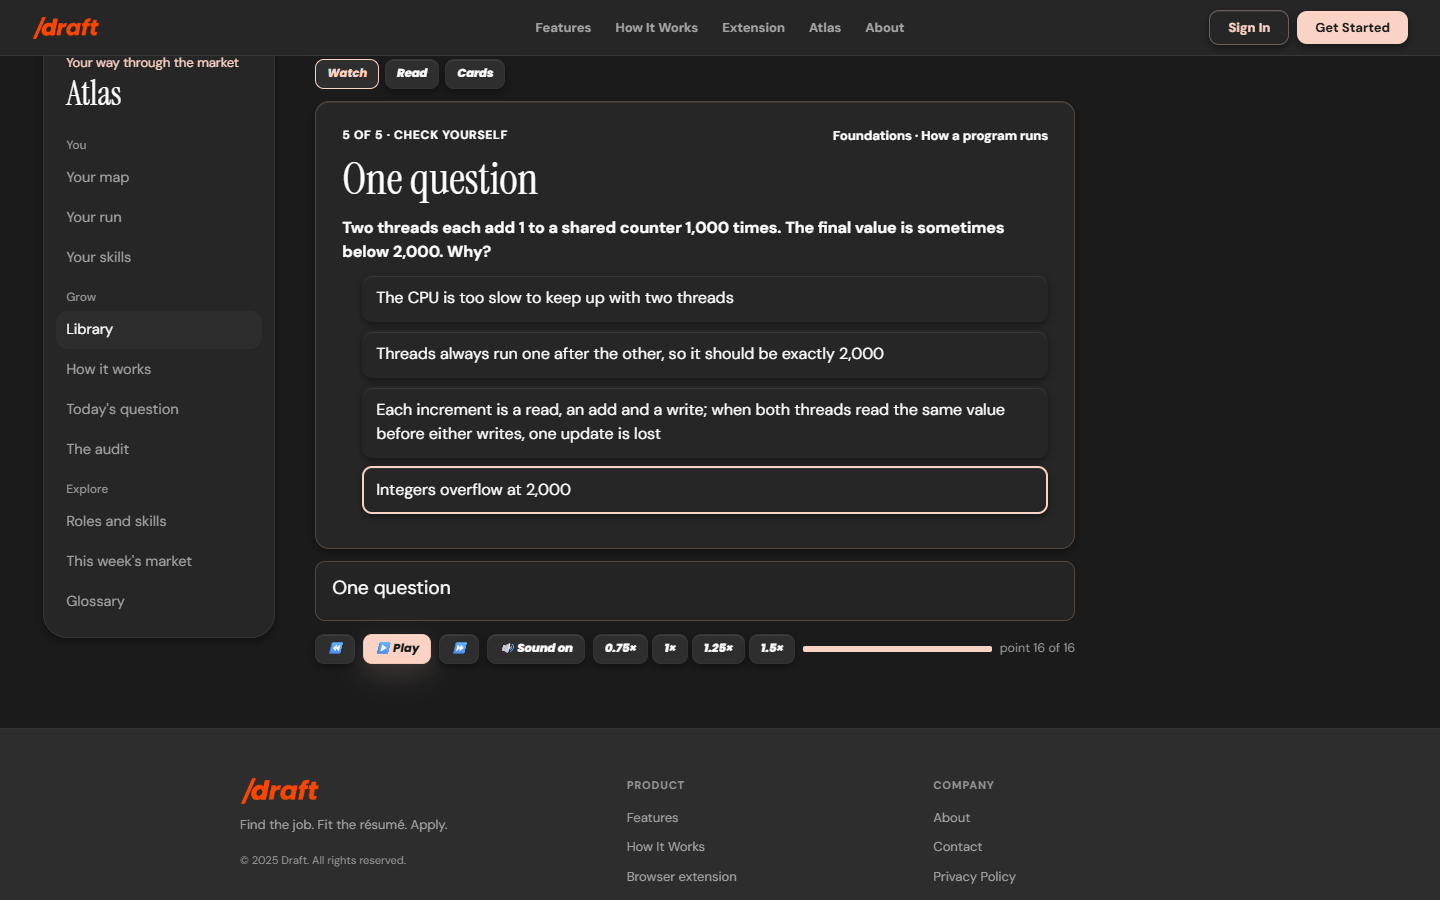 /draft
Features
How It Works
Extension
Atlas
About
Sign In
Get Started
Your way through the market
Atlas
You
Your map
Your run
Your skills
Grow
Library
How it works
Today's question
The audit
Explore
Roles and skills
This week's market
Glossary
Watch
Read
Cards
5 OF 5 · CHECK YOURSELF
Foundations · How a program runs
One question
Two threads each add 1 to a shared counter 1,000 times. The final value is sometimes
below 2,000. Why?
The CPU is too slow to keep up with two threads
Threads always run one after the other, so it should be exactly 2,000
Each increment is a read, an add and a write; when both threads read the same value
before either writes, one update is lost
Integers overflow at 2,000
One question
Play
Sound on
0.75×
1×
1.25×
1.5×
point 16 of 16
/draft
Find the job. Fit the résumé. Apply.
© 2025 Draft. All rights reserved.
PRODUCT
Features
How It Works
Browser extension
COMPANY
About
Contact
Privacy Policy